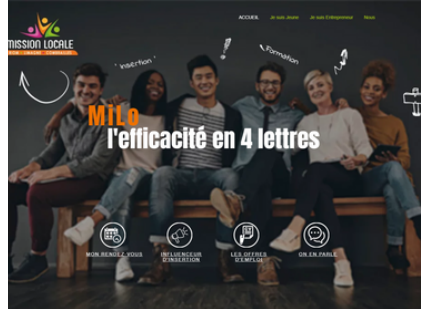 ACCUEIL Je suis Jeune Je suis Entrepreneur Nous
MISSION LOCALE
"Insertion"
"Formation"
MILO
l'efficacité en 4 lettres
MON RENDEZ VOUS
INFLUENCEUR
D'INSERTION
LES OFFRES
D'EMPLOI
ON EN PARLE